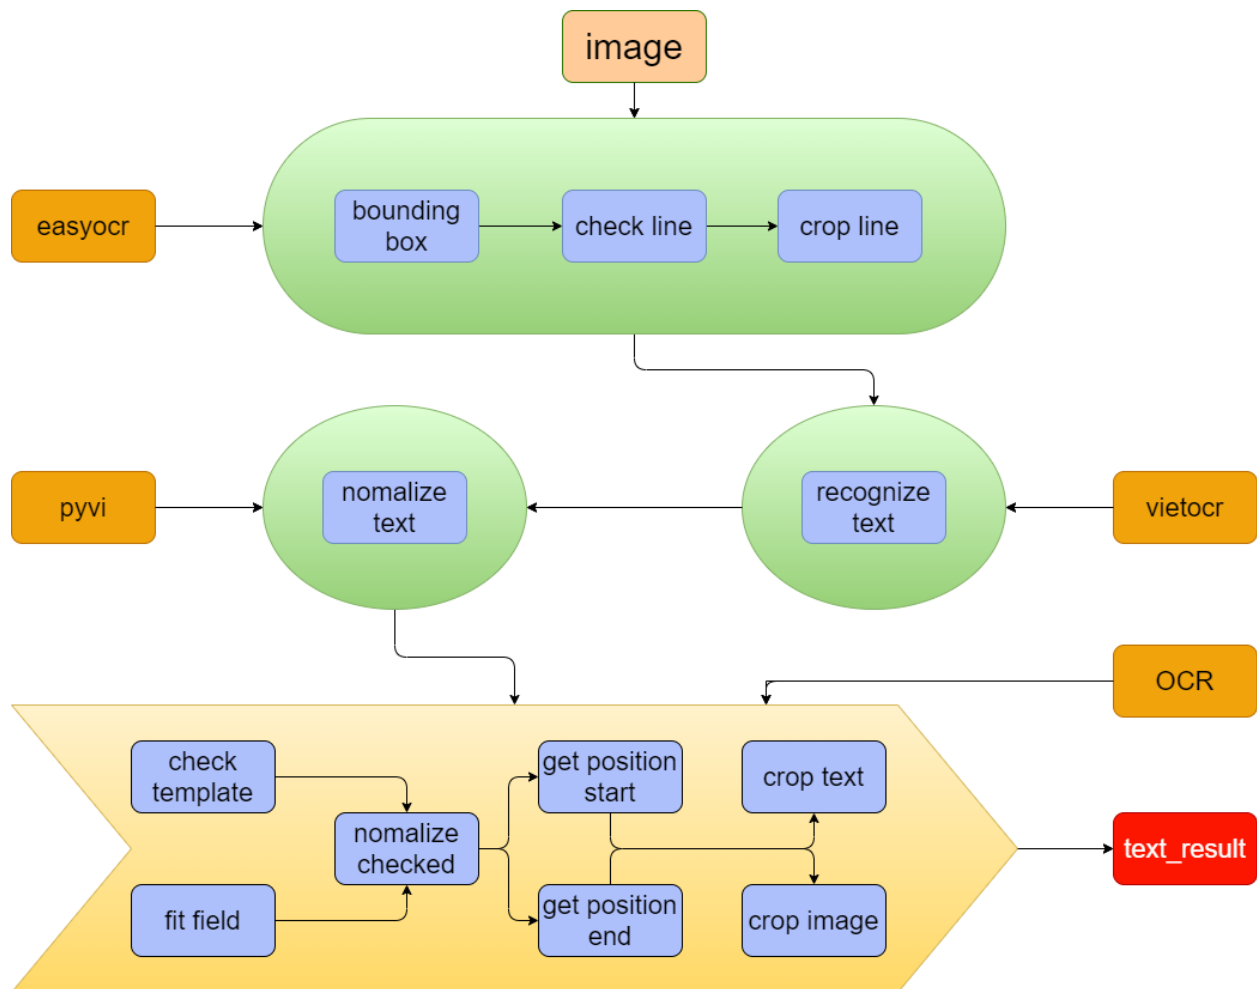 image
easyocr
bounding
box
check line
crop line
pyvi
nomalize
text
recognize
text
vietocr
OCR
check
template
get position
start
crop text
nomalize
checked
text_result
fit field
get position
end
crop image